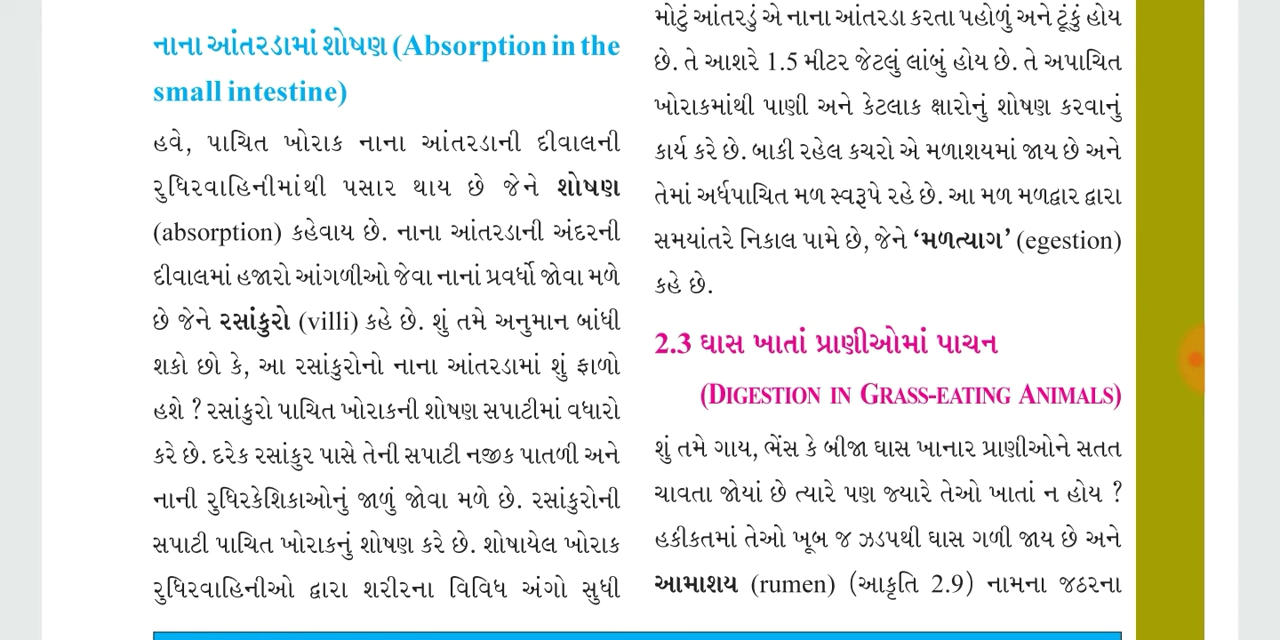 નાના આંતરડામાં શોષણ (Absorption in the
small intestine)
હવે, પાચિત ખોરાક નાના આંતરડાની દીવાલની
રુધિરવાહિનીમાંથી પસાર થાય છે જેને શોષણ
(absorption) કહેવાય છે. નાના આંતરડાની અંદરની
દીવાલમાં હજારો આંગળીઓ જેવા નાનાં પ્રવર્ધો જોવા મળે
છે જેને રસાંકુરો (villi) કહે છે. શું તમે અનુમાન બાંધી
શકો છો કે, આ રસાંકુરોનો નાના આંતરડામાં શું ફાળો
હશે ? રસાંકુરો પાચિત ખોરાકની શોષણ સપાટીમાં વધારો
કરે છે. દરેક રસાંકુર પાસે તેની સપાટી નજીક પાતળી અને
નાની રુધિરકેશિકાઓનું જાળું જોવા મળે છે. રસાંકુરોની
સપાટી પાચિત ખોરાકનું શોષણ કરે છે. શોષાયેલ ખોરાક
રુધિરવાહિનીઓ દ્વારા શરીરના વિવિધ અંગો સુધી
મોટું આંતરડું એ નાના આંતરડા કરતા પહોળું અને ટૂંકું હોય
છે. તે આશરે 1.5 મીટર જેટલું લાંબું હોય છે. તે અપાચિત
ખોરાકમાંથી પાણી અને કેટલાક ક્ષારોનું શોષણ કરવાનું
કાર્ય કરે છે. બાકી રહેલ કચરો એ મળાશયમાં જાય છે અને
તેમાં અર્ધપાચિત મળ સ્વરૂપે રહે છે. આ મળ મળદ્વાર દ્વારા
સમયાંતરે નિકાલ પામે છે, જેને ‘મળત્યાગ’ (egestion)
કહે છે.
2.3 ઘાસ ખાતાં પ્રાણીઓમાં પાચન
(DIGESTION IN GRASS-EATING ANIMALS)
શું તમે ગાય, ભેંસ કે બીજા ઘાસ ખાનાર પ્રાણીઓને સતત
ચાવતા જોયાં છે ત્યારે પણ જ્યારે તેઓ ખાતાં ન હોય ?
હકીકતમાં તેઓ ખૂબ જ ઝડપથી ઘાસ ગળી જાય છે અને
આમાશય (rumen) (આકૃતિ 2.9) નામના જઠરના